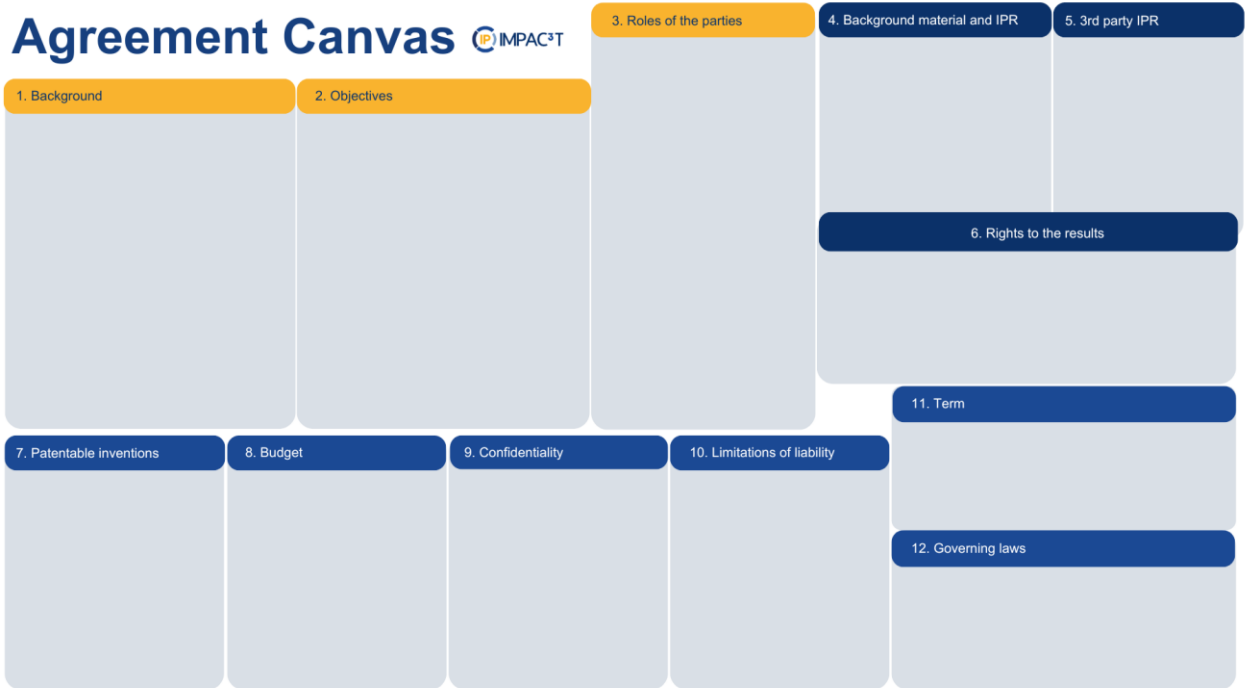 Agreement Canvas
IP IMPAC³T
1. Background
2. Objectives
3. Roles of the parties
4. Background material and IPR
5. 3rd party IPR
6. Rights to the results
7. Patentable inventions
8. Budget
9. Confidentiality
10. Limitations of liability
11. Term
12. Governing laws